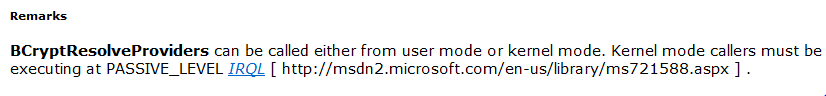 Remarks
BCryptResolveProviders can be called either from user mode or kernel mode. Kernel mode callers must be
executing at PASSIVE_LEVEL IRQL [ http://msdn2.microsoft.com/en-us/library/ms721588.aspx ] .